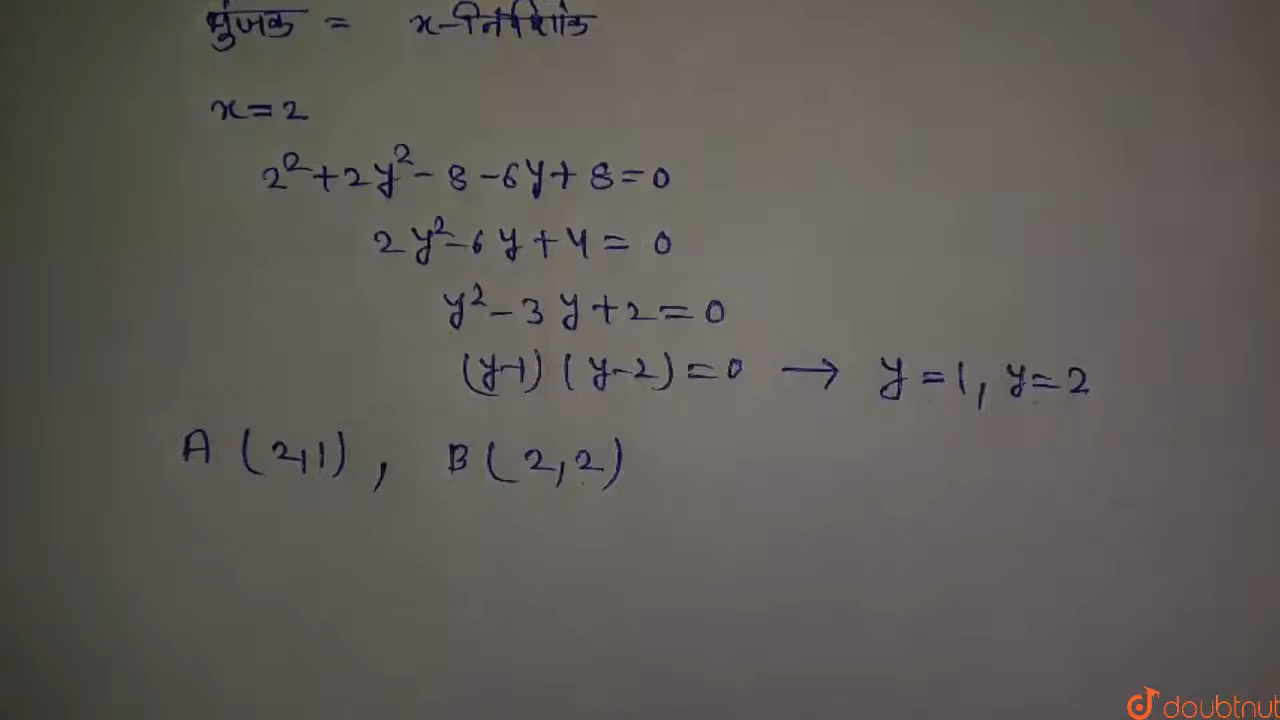 भुंजक = x-निर्देशांक
x=2
2²+2y²-8-6y+8=0
2y²-6y+4=0
y²-3y+2=0
(y-1)(y-2)=0 → y=1, y=2
A(2,1), B(2,2)
doubtnut